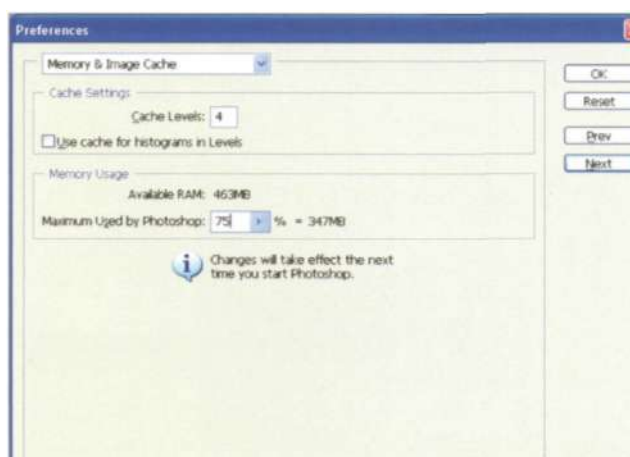 Preferences
Memory & Image Cache
OK
Reset
Prev
Next
Cache Settings
Cache Levels: 4
Use cache for histograms in Levels
Memory Usage
Available RAM: 463MB
Maximum Used by Photoshop: 75 % = 347MB
Changes will take effect the next
time you start Photoshop.